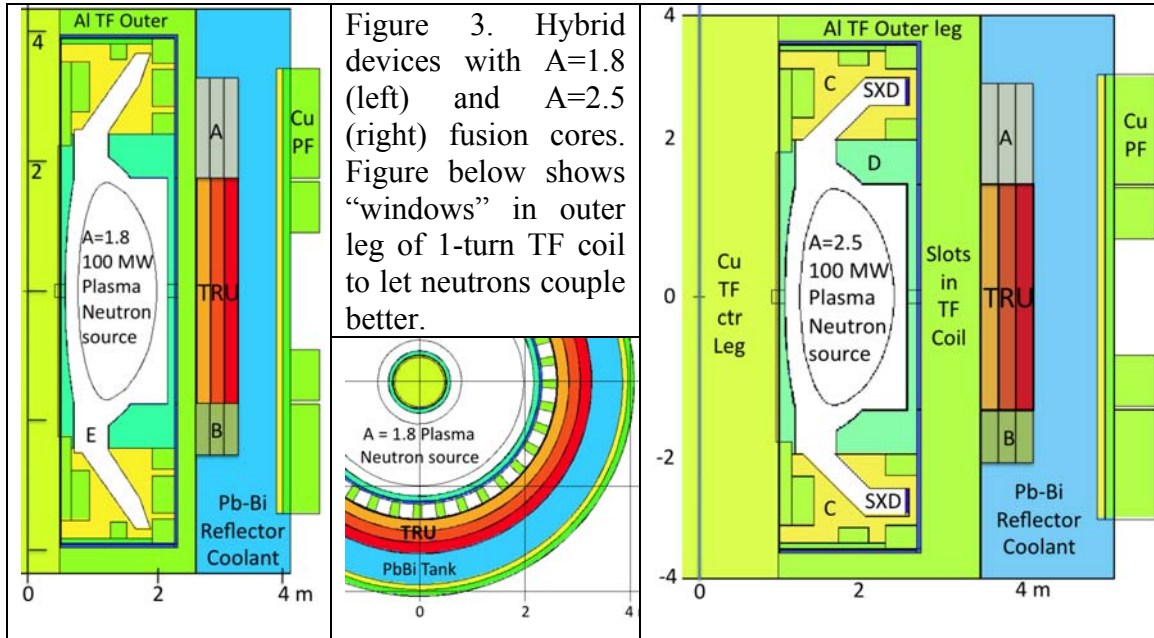 Al TF Outer
4
2
0
2
4 m
A
Cu
PF
A=1.8
100 MW
Plasma
Neutron
source
TRU
B
E
Pb-Bi
Reflector
Coolant
Figure 3. Hybrid
devices with A=1.8
(left) and A=2.5
(right) fusion cores.
Figure below shows
“windows” in outer
leg of 1-turn TF coil
to let neutrons couple
better.
A = 1.8 Plasma
Neutron source
TRU
PbBi Tank
0
2
4
Al TF Outer leg
4
2
0
-2
-4
C
SXD
D
A
Cu
PF
Cu
TF
ctr
Leg
A=2.5
100 MW
Plasma
Neutron
source
Slots
in
TF
Coil
TRU
B
C
SXD
Pb-Bi
Reflector
Coolant
0
2
4 m